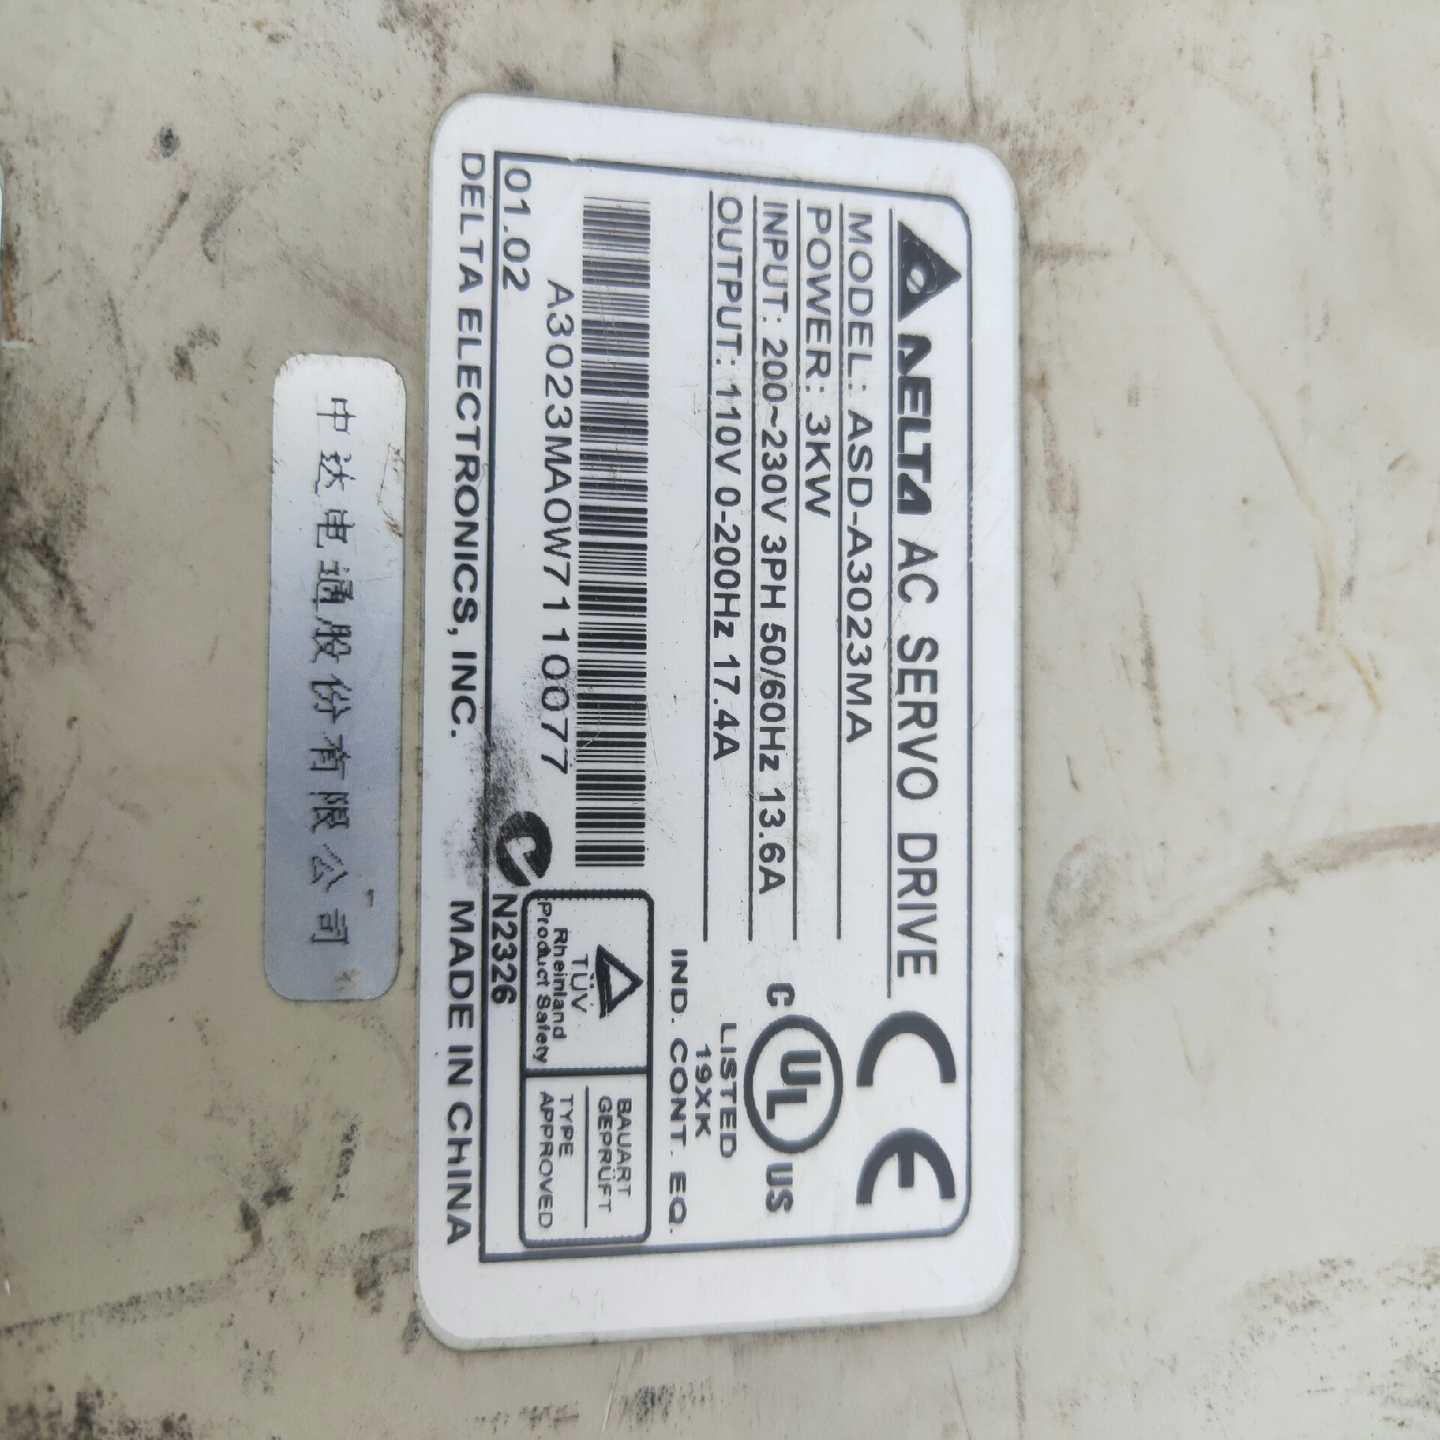 DELTA AC SERVO DRIVE
MODEL: ASD-A3023MA
POWER: 3KW
INPUT: 200~230V 3PH 50/60Hz 13.6A
OUTPUT: 110V 0-200Hz 17.4A
CE
C UL US
LISTED
19XK
IND. CONT. EQ.
A3023MA0W7110077
01.02
N2326
TÜV
Rheinland
Product Safety
BAUART
GEPRÜFT
TYPE
APPROVED
DELTA ELECTRONICS, INC. MADE IN CHINA
中达电通股份有限公司